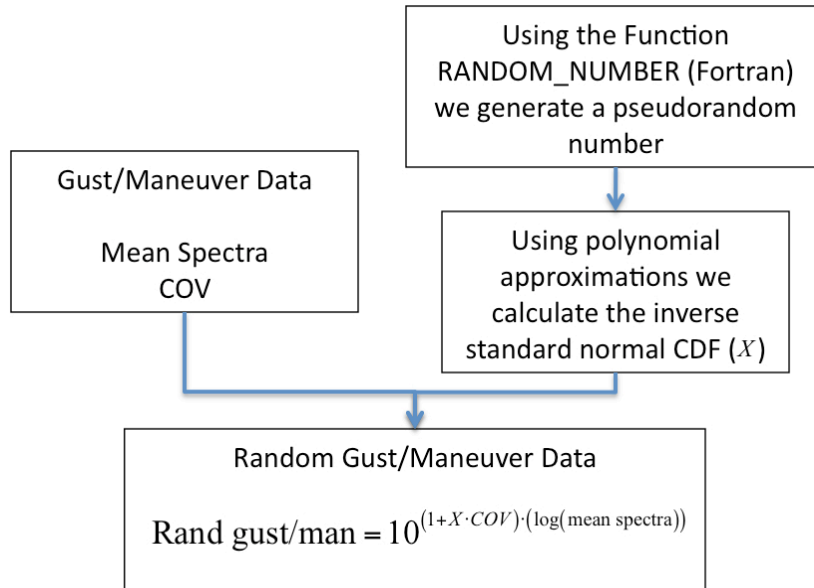 Using the Function
RANDOM_NUMBER (Fortran)
we generate a pseudorandom
number
Gust/Maneuver Data
Mean Spectra
COV
Using polynomial
approximations we
calculate the inverse
standard normal CDF (X)
Random Gust/Maneuver Data
Rand gust/man = 10^(1+X·COV)·(log(mean spectra))